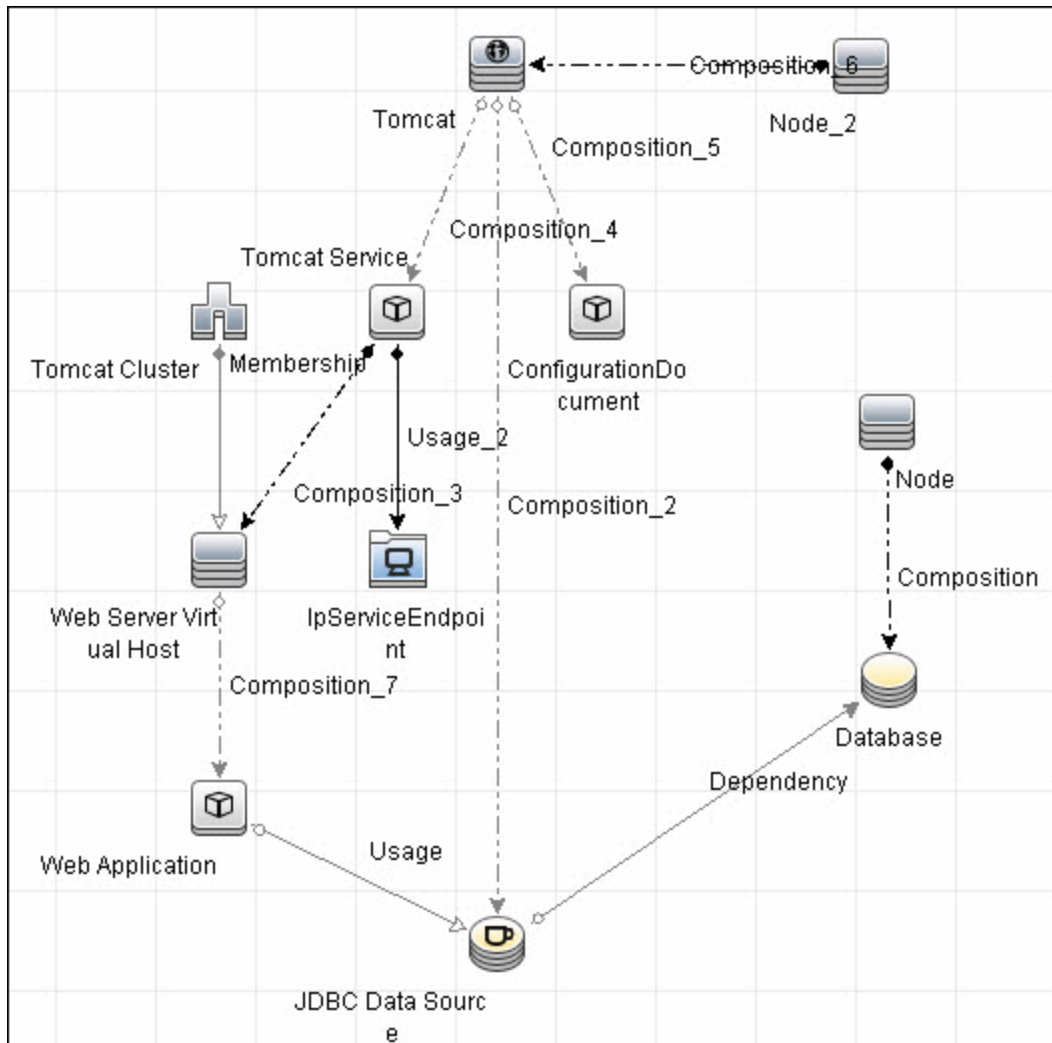 Composition_6
Tomcat
Node_2
Composition_5
Composition_4
Tomcat Service
Tomcat Cluster
Membership
ConfigurationDo
cument
Usage_2
Node
Composition_3
Composition_2
Composition
Web Server Virt
ual Host
IpServiceEndpoi
nt
Composition_7
Database
Dependency
Usage
Web Application
JDBC Data Sourc
e